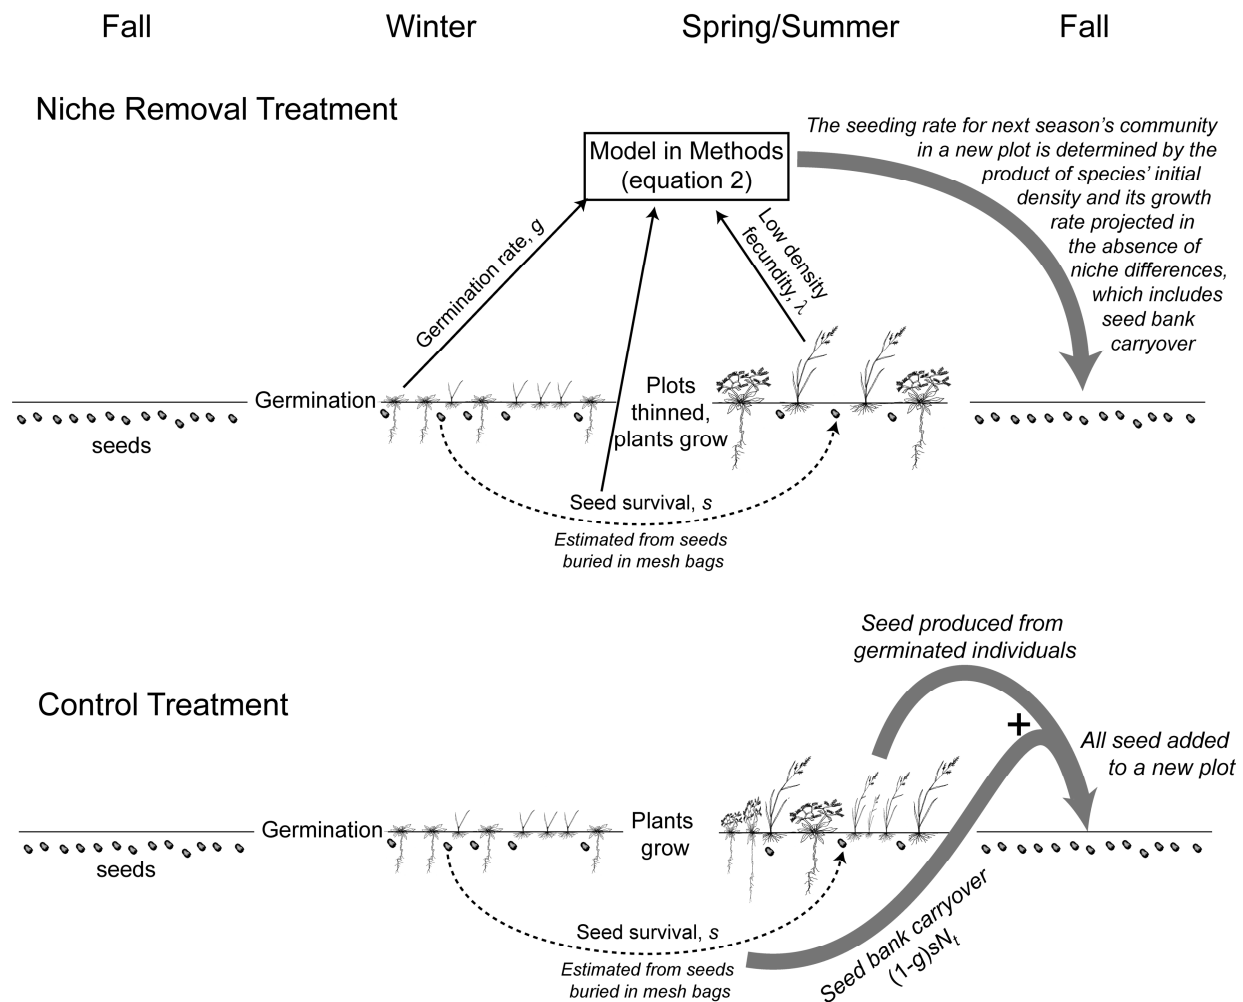 Fall
Winter
Spring/Summer
Fall
Niche Removal Treatment
Model in Methods
(equation 2)
The seeding rate for next season's community
in a new plot is determined by the
product of species' initial
density and its growth
rate projected in
the absence of
niche differences,
which includes
seed bank
carryover
Germination rate, g
Low density
fecundity, λ
seeds
Germination
Plots
thinned,
plants grow
Seed survival, s
Estimated from seeds
buried in mesh bags
Control Treatment
Seed produced from
germinated individuals
+
All seed added
to a new plot
seeds
Germination
Plants
grow
Seed survival, s
Estimated from seeds
buried in mesh bags
Seed bank carryover
(1-g)sNt